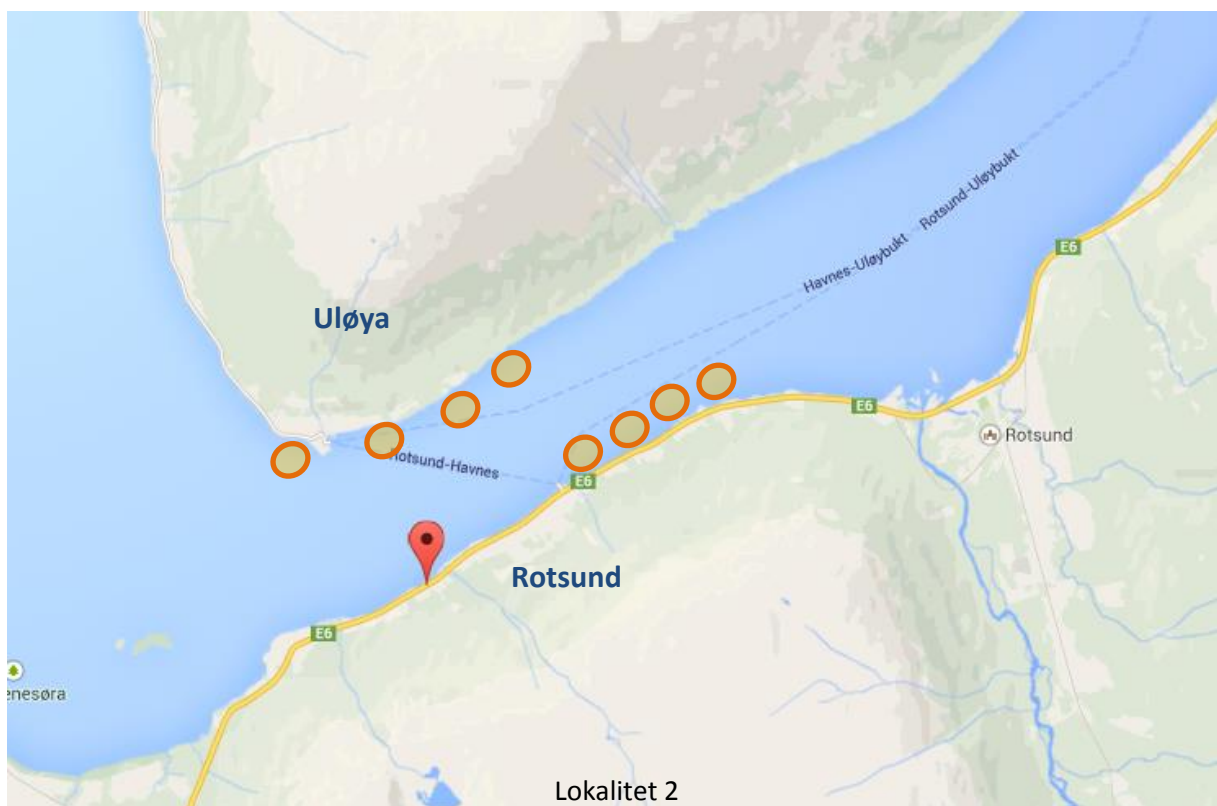 Havnes-Uløybukt
Rotsund-Uløybukt
E6
Uløya
E6
Rotsund
Rotsund-Havnes
E6
Rotsund
E6
enesøra
Lokalitet 2